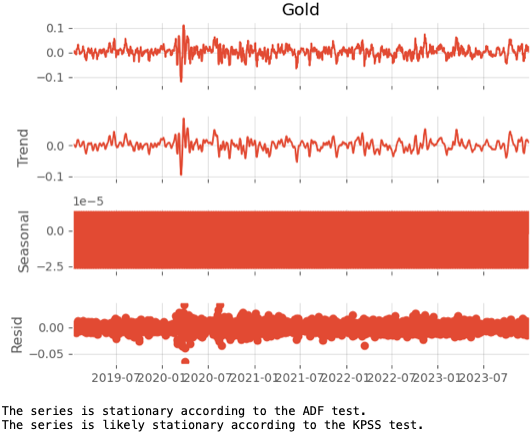 Gold
0.1
0.0
−0.1
Trend
0.0
−0.1
1e−5
Seasonal
0.0
−2.5
Resid
0.00
−0.05
2019-07 2020-01 2020-07 2021-01 2021-07 2022-01 2022-07 2023-01 2023-07
The series is stationary according to the ADF test.
The series is likely stationary according to the KPSS test.